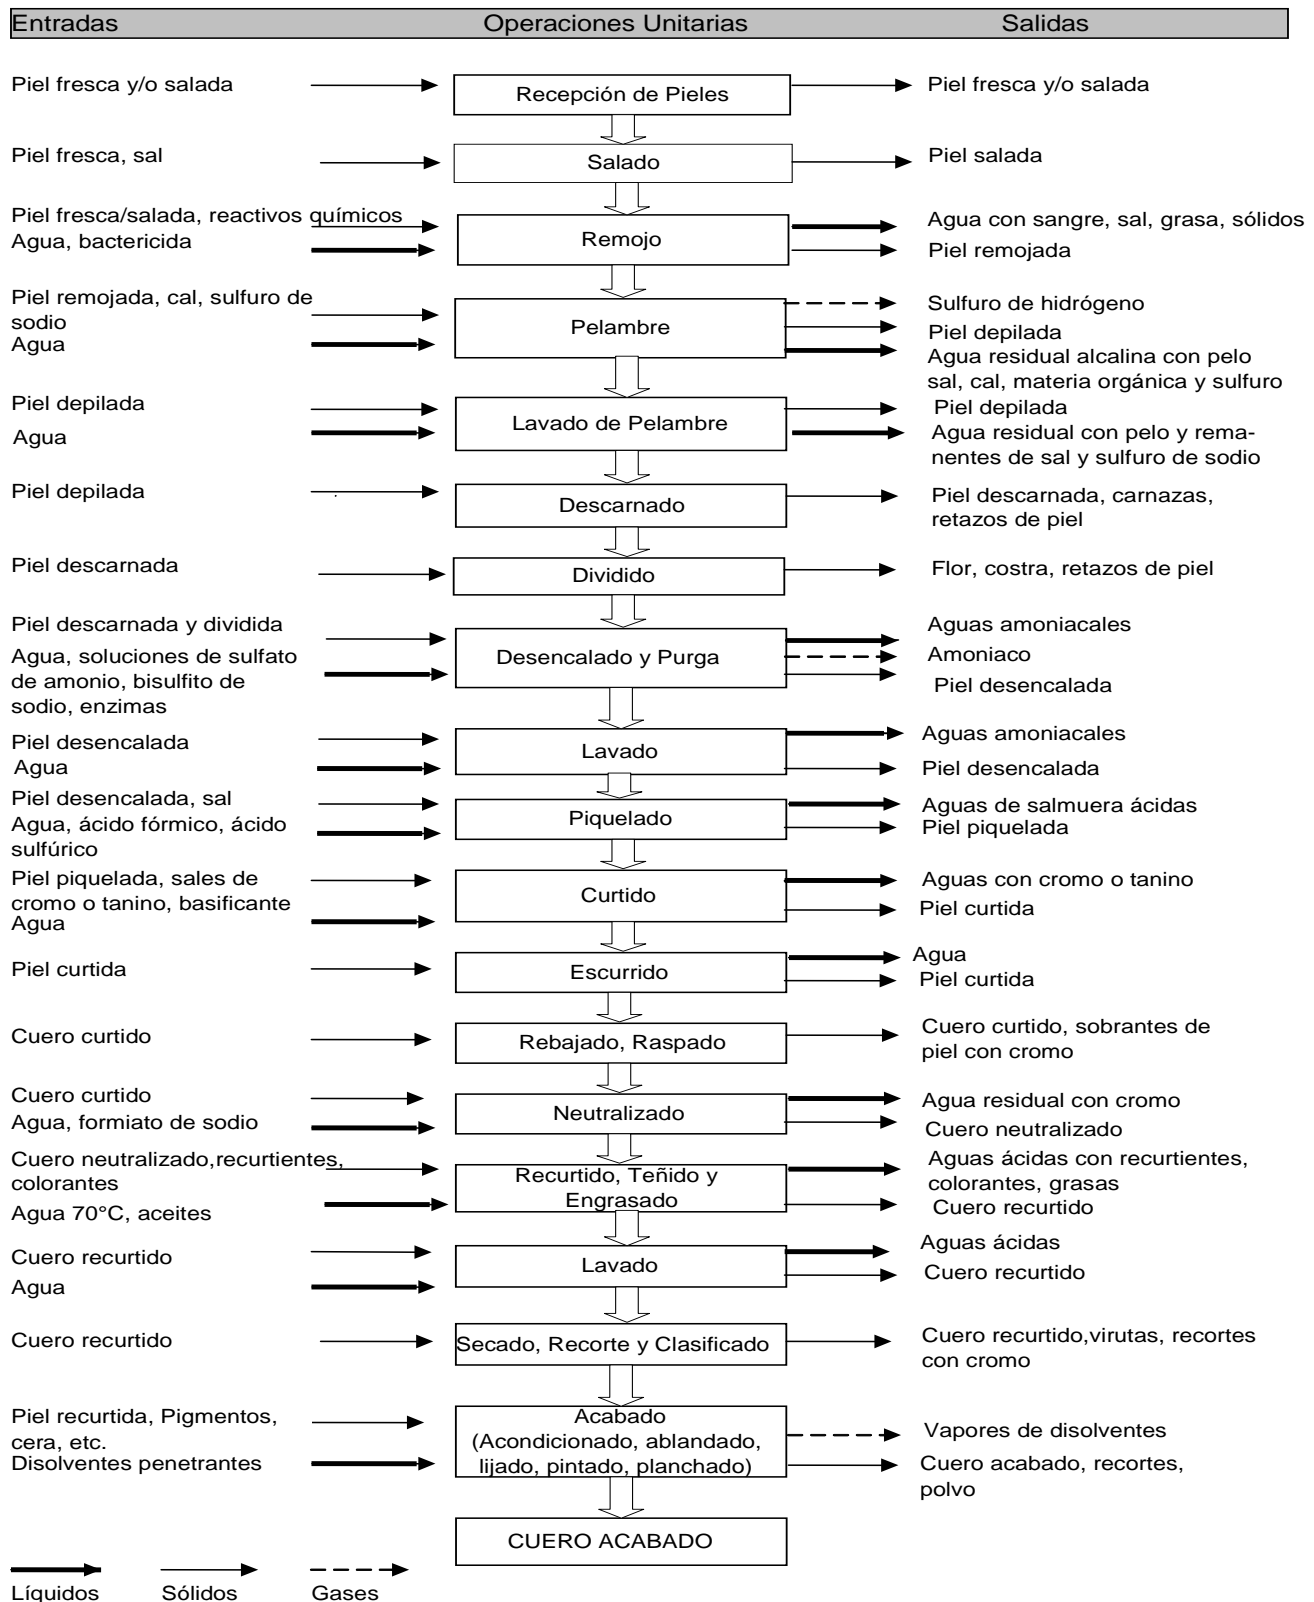 Entradas Operaciones Unitarias Salidas
Piel fresca y/o salada Recepción de Pieles Piel fresca y/o salada
Piel fresca, sal Salado Piel salada
Piel fresca/salada, reactivos químicos
Agua, bactericida
Remojo
Agua con sangre, sal, grasa, sólidos
Piel remojada
Piel remojada, cal, sulfuro de
sodio
Agua
Pelambre
Sulfuro de hidrógeno
Piel depilada
Agua residual alcalina con pelo
sal, cal, materia orgánica y sulfuro
Piel depilada
Agua
Lavado de Pelambre
Piel depilada
Agua residual con pelo y rema-
nentes de sal y sulfuro de sodio
Piel depilada
Descarnado
Piel descarnada, carnazas,
retazos de piel
Piel descarnada
Dividido
Flor, costra, retazos de piel
Piel descarnada y dividida
Agua, soluciones de sulfato
de amonio, bisulfito de
sodio, enzimas
Desencalado y Purga
Aguas amoniacales
Amoniaco
Piel desencalada
Piel desencalada
Agua
Lavado
Aguas amoniacales
Piel desencalada
Piel desencalada, sal
Agua, ácido fórmico, ácido
sulfúrico
Piquelado
Aguas de salmuera ácidas
Piel piquelada
Piel piquelada, sales de
cromo o tanino, basificante
Agua
Curtido
Aguas con cromo o tanino
Piel curtida
Piel curtida
Escurrido
Agua
Piel curtida
Cuero curtido
Rebajado, Raspado
Cuero curtido, sobrantes de
piel con cromo
Cuero curtido
Agua, formiato de sodio
Neutralizado
Agua residual con cromo
Cuero neutralizado
Cuero neutralizado,recurtientes,
colorantes
Agua 70°C, aceites
Recurtido, Teñido y
Engrasado
Aguas ácidas con recurtientes,
colorantes, grasas
Cuero recurtido
Cuero recurtido
Agua
Lavado
Aguas ácidas
Cuero recurtido
Cuero recurtido
Secado, Recorte y Clasificado
Cuero recurtido,virutas, recortes
con cromo
Piel recurtida, Pigmentos,
cera, etc.
Disolventes penetrantes
Acabado
(Acondicionado, ablandado,
lijado, pintado, planchado)
Vapores de disolventes
Cuero acabado, recortes,
polvo
CUERO ACABADO
Líquidos Sólidos Gases